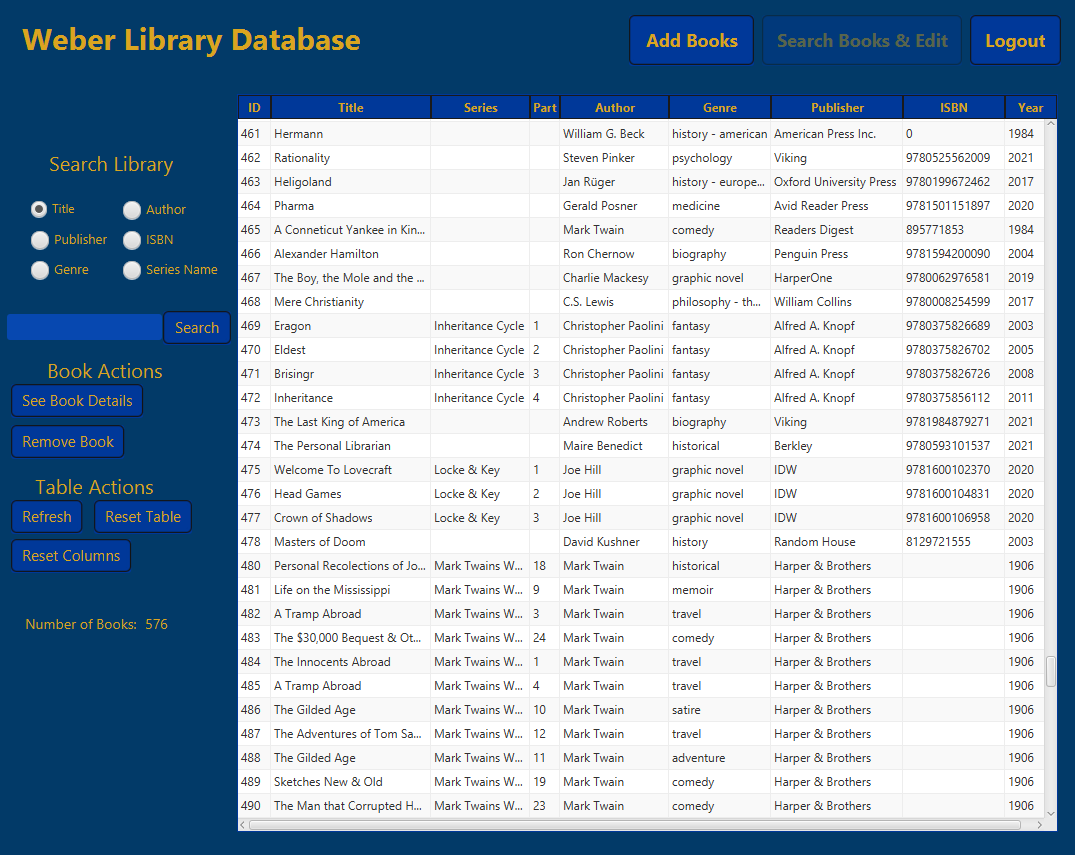 Weber Library Database
Add Books
Search Books & Edit
Logout
Search Library
Title
Author
Publisher
ISBN
Genre
Series Name
Search
Book Actions
See Book Details
Remove Book
Table Actions
Refresh
Reset Table
Reset Columns
Number of Books: 576
ID Title Series Part Author Genre Publisher ISBN Year
461 Hermann William G. Beck history - american American Press Inc. 0 1984
462 Rationality Steven Pinker psychology Viking 9780525562009 2021
463 Heligoland Jan Rüger history - europe... Oxford University Press 9780199672462 2017
464 Pharma Gerald Posner medicine Avid Reader Press 9781501151897 2020
465 A Conneticut Yankee in Kin... Mark Twain comedy Readers Digest 895771853 1984
466 Alexander Hamilton Ron Chernow biography Penguin Press 9781594200090 2004
467 The Boy, the Mole and the ... Charlie Mackesy graphic novel HarperOne 9780062976581 2019
468 Mere Christianity C.S. Lewis philosophy - th... William Collins 9780008254599 2017
469 Eragon Inheritance Cycle 1 Christopher Paolini fantasy Alfred A. Knopf 9780375826689 2003
470 Eldest Inheritance Cycle 2 Christopher Paolini fantasy Alfred A. Knopf 9780375826702 2005
471 Brisingr Inheritance Cycle 3 Christopher Paolini fantasy Alfred A. Knopf 9780375826726 2008
472 Inheritance Inheritance Cycle 4 Christopher Paolini fantasy Alfred A. Knopf 9780375856112 2011
473 The Last King of America Andrew Roberts biography Viking 9781984879271 2021
474 The Personal Librarian Maire Benedict historical Berkley 9780593101537 2021
475 Welcome To Lovecraft Locke & Key 1 Joe Hill graphic novel IDW 9781600102370 2020
476 Head Games Locke & Key 2 Joe Hill graphic novel IDW 9781600104831 2020
477 Crown of Shadows Locke & Key 3 Joe Hill graphic novel IDW 9781600106958 2020
478 Masters of Doom David Kushner history Random House 8129721555 2003
480 Personal Recolections of Jo... Mark Twains W... 18 Mark Twain historical Harper & Brothers 1906
481 Life on the Mississippi Mark Twains W... 9 Mark Twain memoir Harper & Brothers 1906
482 A Tramp Abroad Mark Twains W... 3 Mark Twain travel Harper & Brothers 1906
483 The $30,000 Bequest & Ot... Mark Twains W... 24 Mark Twain comedy Harper & Brothers 1906
484 The Innocents Abroad Mark Twains W... 1 Mark Twain travel Harper & Brothers 1906
485 A Tramp Abroad Mark Twains W... 4 Mark Twain travel Harper & Brothers 1906
486 The Gilded Age Mark Twains W... 10 Mark Twain satire Harper & Brothers 1906
487 The Adventures of Tom Sa... Mark Twains W... 12 Mark Twain travel Harper & Brothers 1906
488 The Gilded Age Mark Twains W... 11 Mark Twain adventure Harper & Brothers 1906
489 Sketches New & Old Mark Twains W... 19 Mark Twain comedy Harper & Brothers 1906
490 The Man that Corrupted H... Mark Twains W... 23 Mark Twain comedy Harper & Brothers 1906